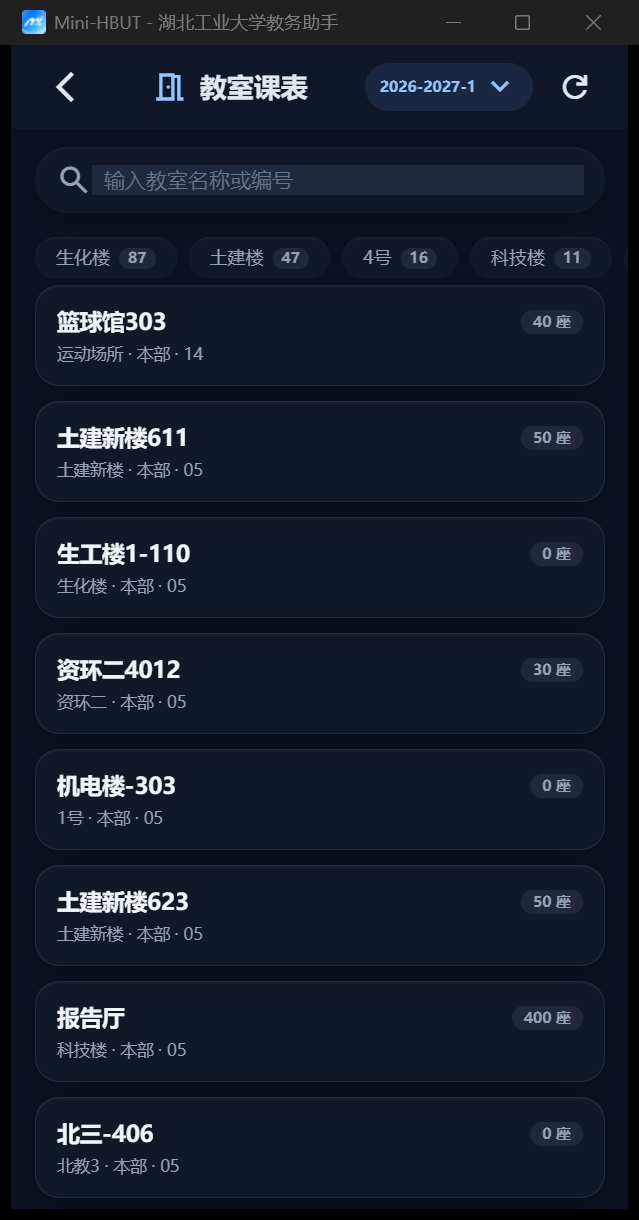 Mini-HBUT - 湖北工业大学教务助手
教室课表
2026-2027-1
输入教室名称或编号
生化楼 87 土建楼 47 4号 16 科技楼 11
篮球馆303 40 座
运动场所 · 本部 · 14
土建新楼611 50 座
土建新楼 · 本部 · 05
生工楼1-110 0 座
生化楼 · 本部 · 05
资环二4012 30 座
资环二 · 本部 · 05
机电楼-303 0 座
1号 · 本部 · 05
土建新楼623 50 座
土建新楼 · 本部 · 05
报告厅 400 座
科技楼 · 本部 · 05
北三-406 0 座
北教3 · 本部 · 05